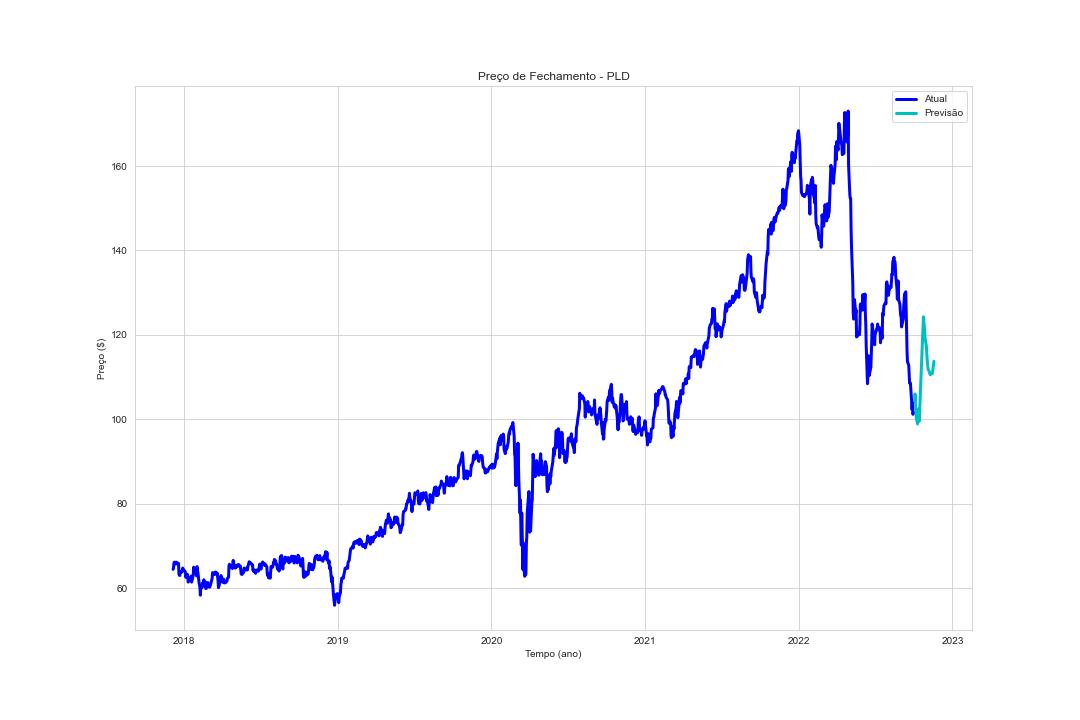 Preço de Fechamento - PLD
Atual
Previsão
Preço ($)
160
140
120
100
80
60
2018 2019 2020 2021 2022 2023
Tempo (ano)